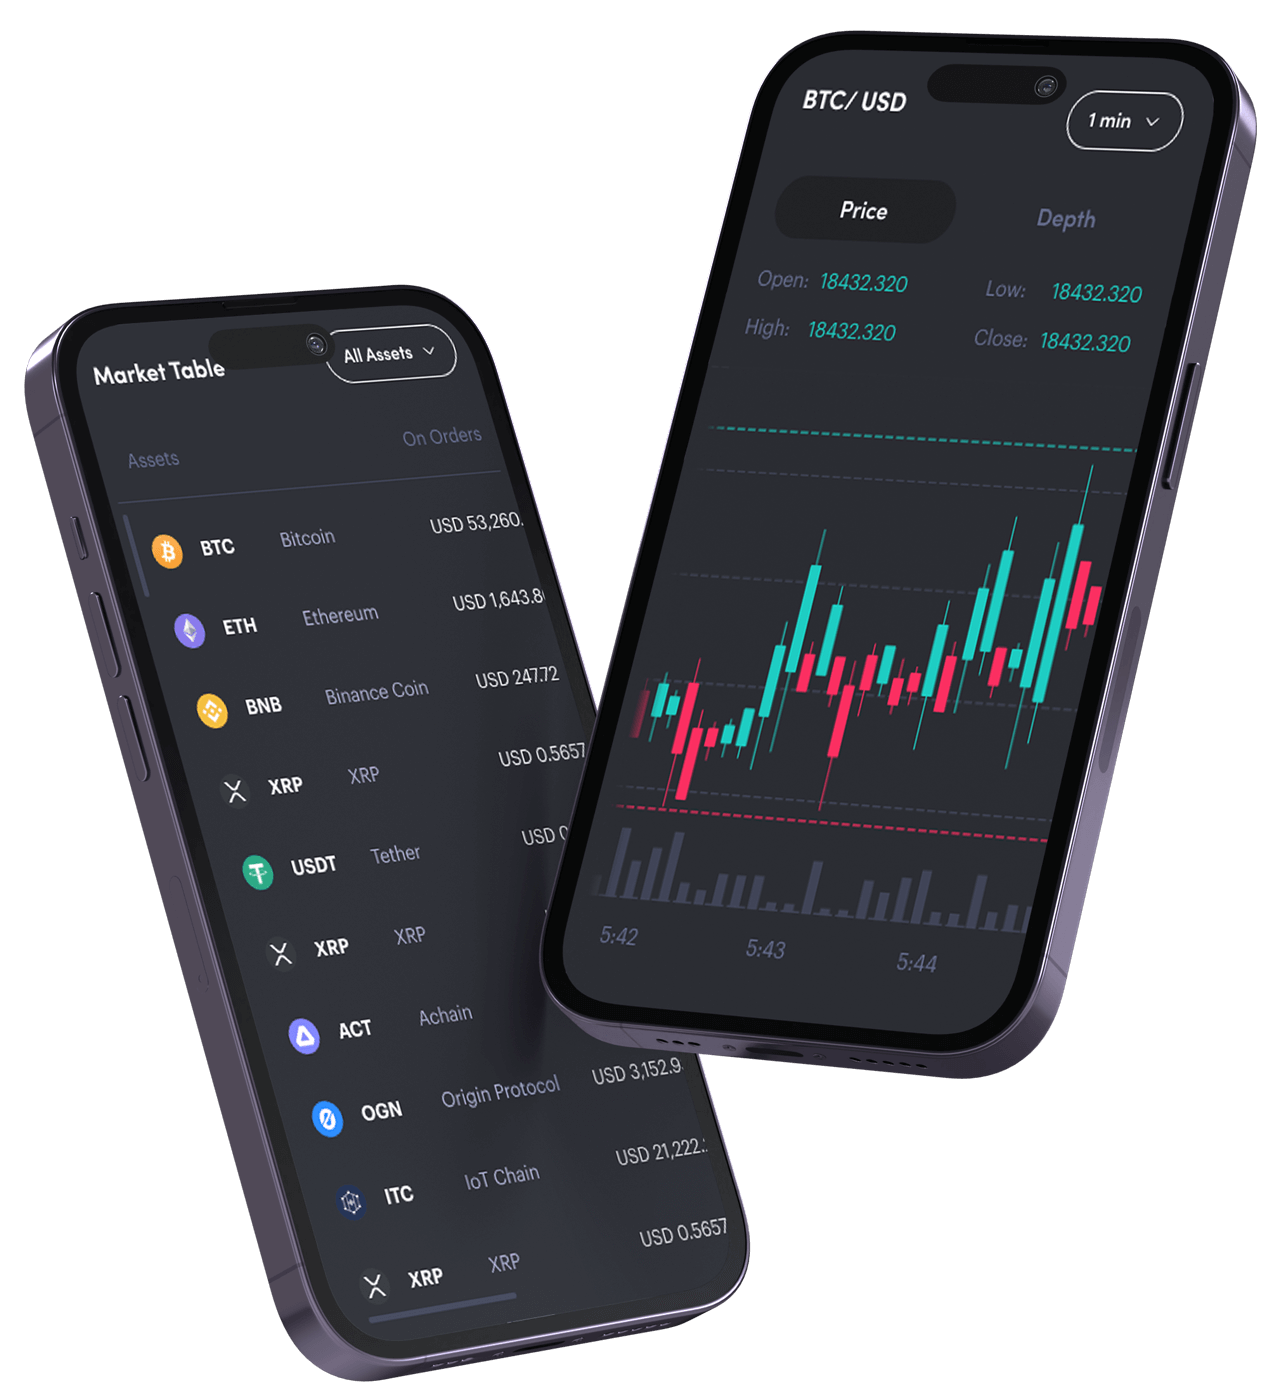 Market Table
All Assets
Assets On Orders
BTC Bitcoin USD 53,260.
ETH Ethereum USD 1,643.8
BNB Binance Coin USD 247.72
XRP XRP USD 0.5657
USDT Tether USD
XRP XRP
ACT Achain
OGN Origin Protocol USD 3,152.9
ITC IoT Chain USD 21,222.
XRP XRP USD 0.5657
BTC/ USD
1 min
Price Depth
Open: 18432.320 Low: 18432.320
High: 18432.320 Close: 18432.320
5:42 5:43 5:44